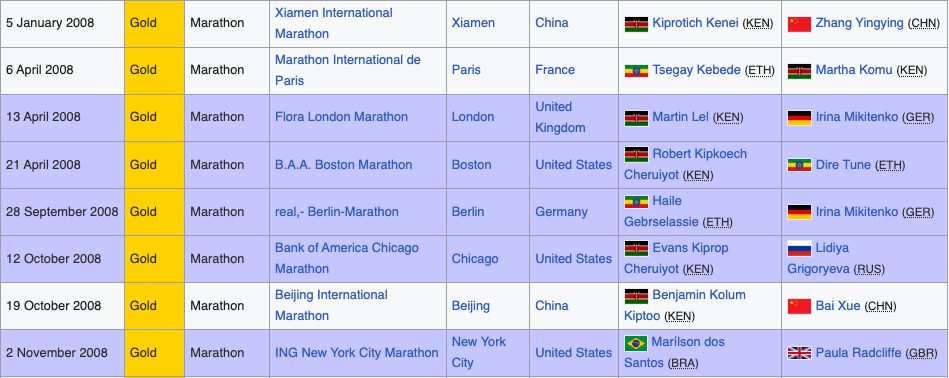 5 January 2008 Gold Marathon Xiamen International Marathon Xiamen China Kiprotich Kenei (KEN) Zhang Yingying (CHN)
6 April 2008 Gold Marathon Marathon International de Paris Paris France Tsegay Kebede (ETH) Martha Komu (KEN)
13 April 2008 Gold Marathon Flora London Marathon London United Kingdom Martin Lel (KEN) Irina Mikitenko (GER)
21 April 2008 Gold Marathon B.A.A. Boston Marathon Boston United States Robert Kipkoech Cheruiyot (KEN) Dire Tune (ETH)
28 September 2008 Gold Marathon real,- Berlin-Marathon Berlin Germany Haile Gebrselassie (ETH) Irina Mikitenko (GER)
12 October 2008 Gold Marathon Bank of America Chicago Marathon Chicago United States Evans Kiprop Cheruiyot (KEN) Lidiya Grigoryeva (RUS)
19 October 2008 Gold Marathon Beijing International Marathon Beijing China Benjamin Kolum Kiptoo (KEN) Bai Xue (CHN)
2 November 2008 Gold Marathon ING New York City Marathon New York City United States Marilson dos Santos (BRA) Paula Radcliffe (GBR)